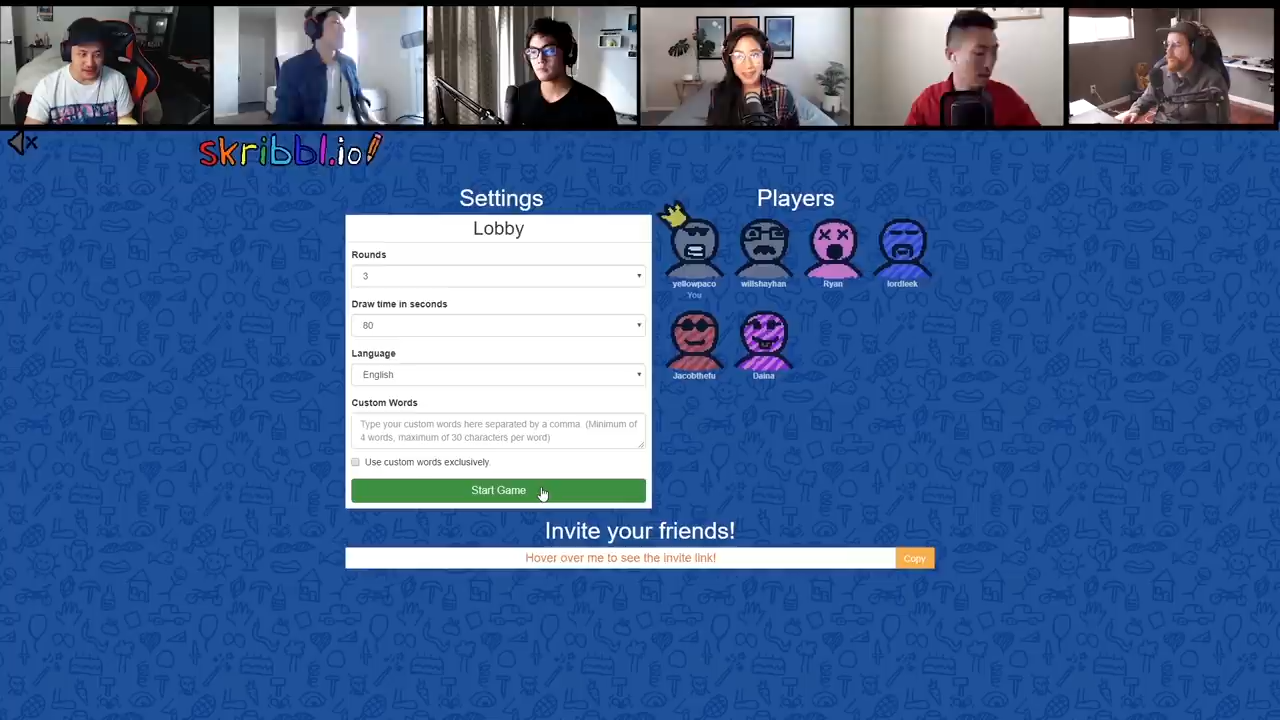 skribbl.io
Settings
Players
Lobby
Rounds
3
Draw time in seconds
80
Language
English
Custom Words
Type your custom words here separated by a comma (Minimum of
4 words, maximum of 30 characters per word)
Use custom words exclusively
Start Game
yellowpaco
You
willshayhan
Ryan
lordleek
Jacobthefu
Daina
Invite your friends!
Hover over me to see the invite link!
Copy